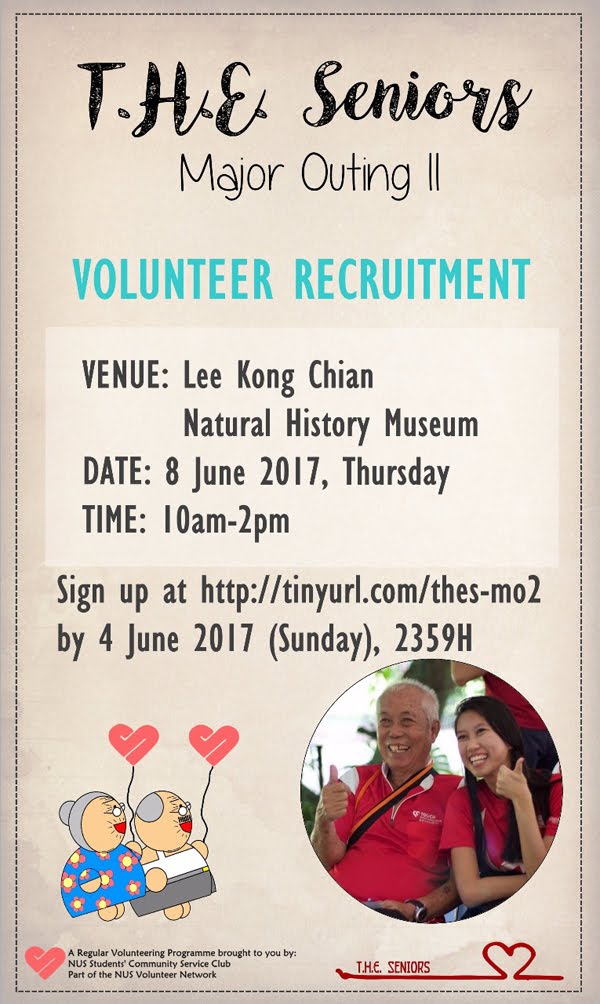 T.H.E. Seniors
Major Outing II
VOLUNTEER RECRUITMENT
VENUE: Lee Kong Chian
Natural History Museum
DATE: 8 June 2017, Thursday
TIME: 10am-2pm
Sign up at http://tinyurl.com/thes-mo2
by 4 June 2017 (Sunday), 2359H
TOUCH
A Regular Volunteering Programme brought to you by:
NUS Students' Community Service Club
Part of the NUS Volunteer Network
T.H.E. SENIORS